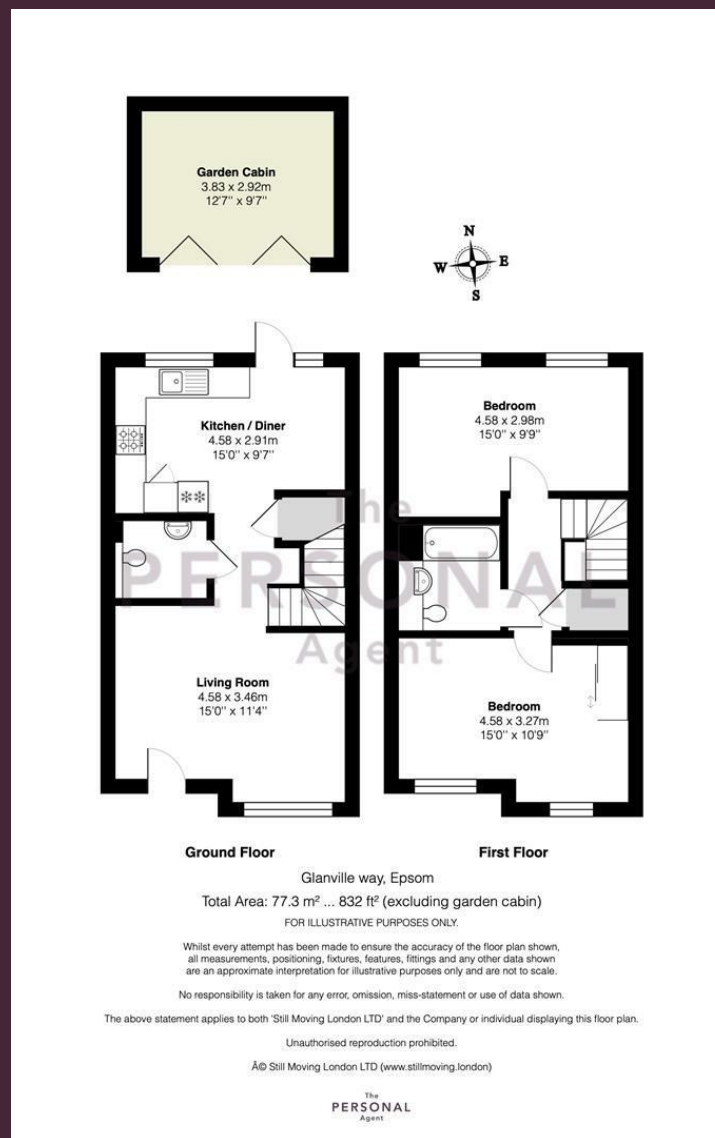 Garden Cabin
3.83 x 2.92m
12'7" x 9'7"
N
W E
S
Kitchen / Diner
4.58 x 2.91m
15'0" x 9'7"
Bedroom
4.58 x 2.98m
15'0" x 9'9"
The
PERSONAL
Agent
Living Room
4.58 x 3.46m
15'0" x 11'4"
Bedroom
4.58 x 3.27m
15'0" x 10'9"
Ground Floor
First Floor
Glanville way, Epsom
Total Area: 77.3 m² ... 832 ft² (excluding garden cabin)
FOR ILLUSTRATIVE PURPOSES ONLY.
Whilst every attempt has been made to ensure the accuracy of the floor plan shown,
all measurements, positioning, fixtures, features, fittings and any other data shown
are an approximate interpretation for illustrative purposes only and are not to scale.
No responsibility is taken for any error, omission, miss-statement or use of data shown.
The above statement applies to both 'Still Moving London LTD' and the Company or individual displaying this floor plan.
Unauthorised reproduction prohibited.
Â© Still Moving London LTD (www.stillmoving.london)
The
PERSONAL
Agent